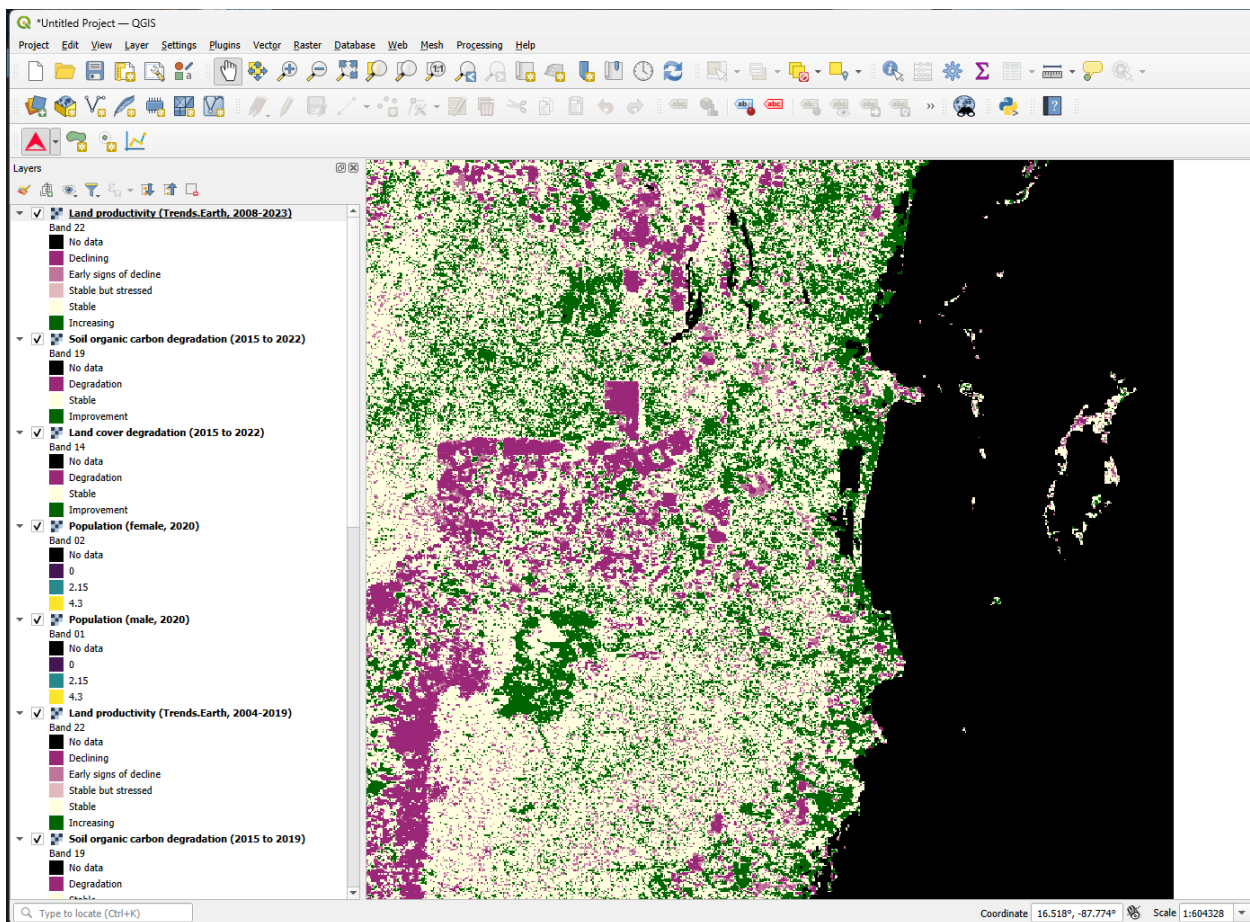 *Untitled Project — QGIS
Project Edit View Layer Settings Plugins Vector Raster Database Web Mesh Processing Help
Layers
Land productivity (Trends.Earth, 2008-2023)
Band 22
No data
Declining
Early signs of decline
Stable but stressed
Stable
Increasing
Soil organic carbon degradation (2015 to 2022)
Band 19
No data
Degradation
Stable
Improvement
Land cover degradation (2015 to 2022)
Band 14
No data
Degradation
Stable
Improvement
Population (female, 2020)
Band 02
No data
0
2.15
4.3
Population (male, 2020)
Band 01
No data
0
2.15
4.3
Land productivity (Trends.Earth, 2004-2019)
Band 22
No data
Declining
Early signs of decline
Stable but stressed
Stable
Increasing
Soil organic carbon degradation (2015 to 2019)
Band 19
No data
Degradation
Stable
Type to locate (Ctrl+K) Coordinate 16.518°, -87.774° Scale 1:604328